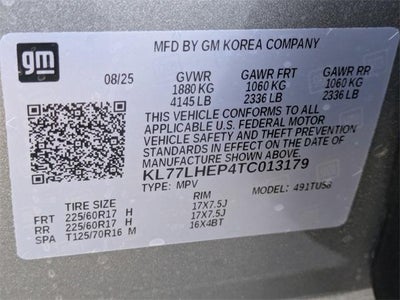 gm
MFD BY GM KOREA COMPANY
08/25 GVWR GAWR FRT GAWR RR
1880 KG 1060 KG 1060 KG
4145 LB 2336 LB 2336 LB
THIS VEHICLE CONFORMS TO ALL
APPLICABLE U.S. FEDERAL MOTOR
VEHICLE SAFETY AND THEFT PREVENTION
STANDARDS IN EFFECT ON THE DATE OF
MANUFACTURE SHOWN ABOVE.
KL77LHEP4TC013179
TYPE: MPV MODEL: 491TU58
TIRE SIZE RIM
FRT 225/60R17 H 17X7.5J
RR 225/60R17 H 17X7.5J
SPA T125/70R16 M 16X4BT